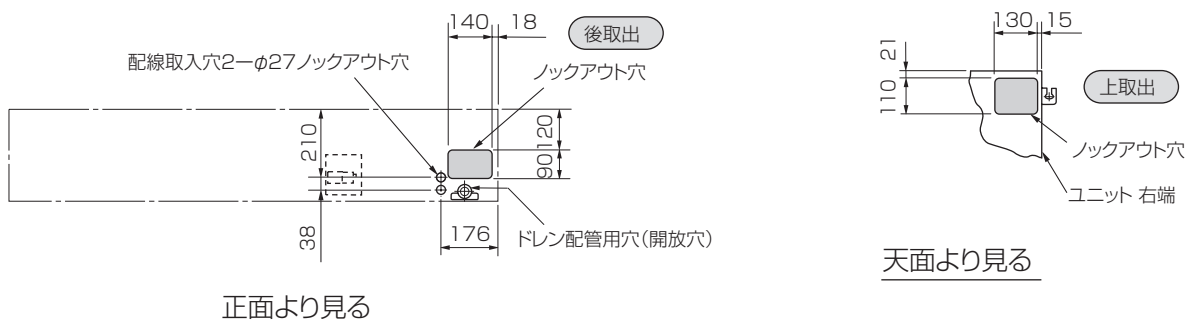 140
18
後取出
配線取入穴2ーφ27ノックアウト穴
ノックアウト穴
210
120
90
38
176
ドレン配管用穴(開放穴)
正面より見る
130
15
21
110
上取出
ノックアウト穴
ユニット 右端
天面より見る